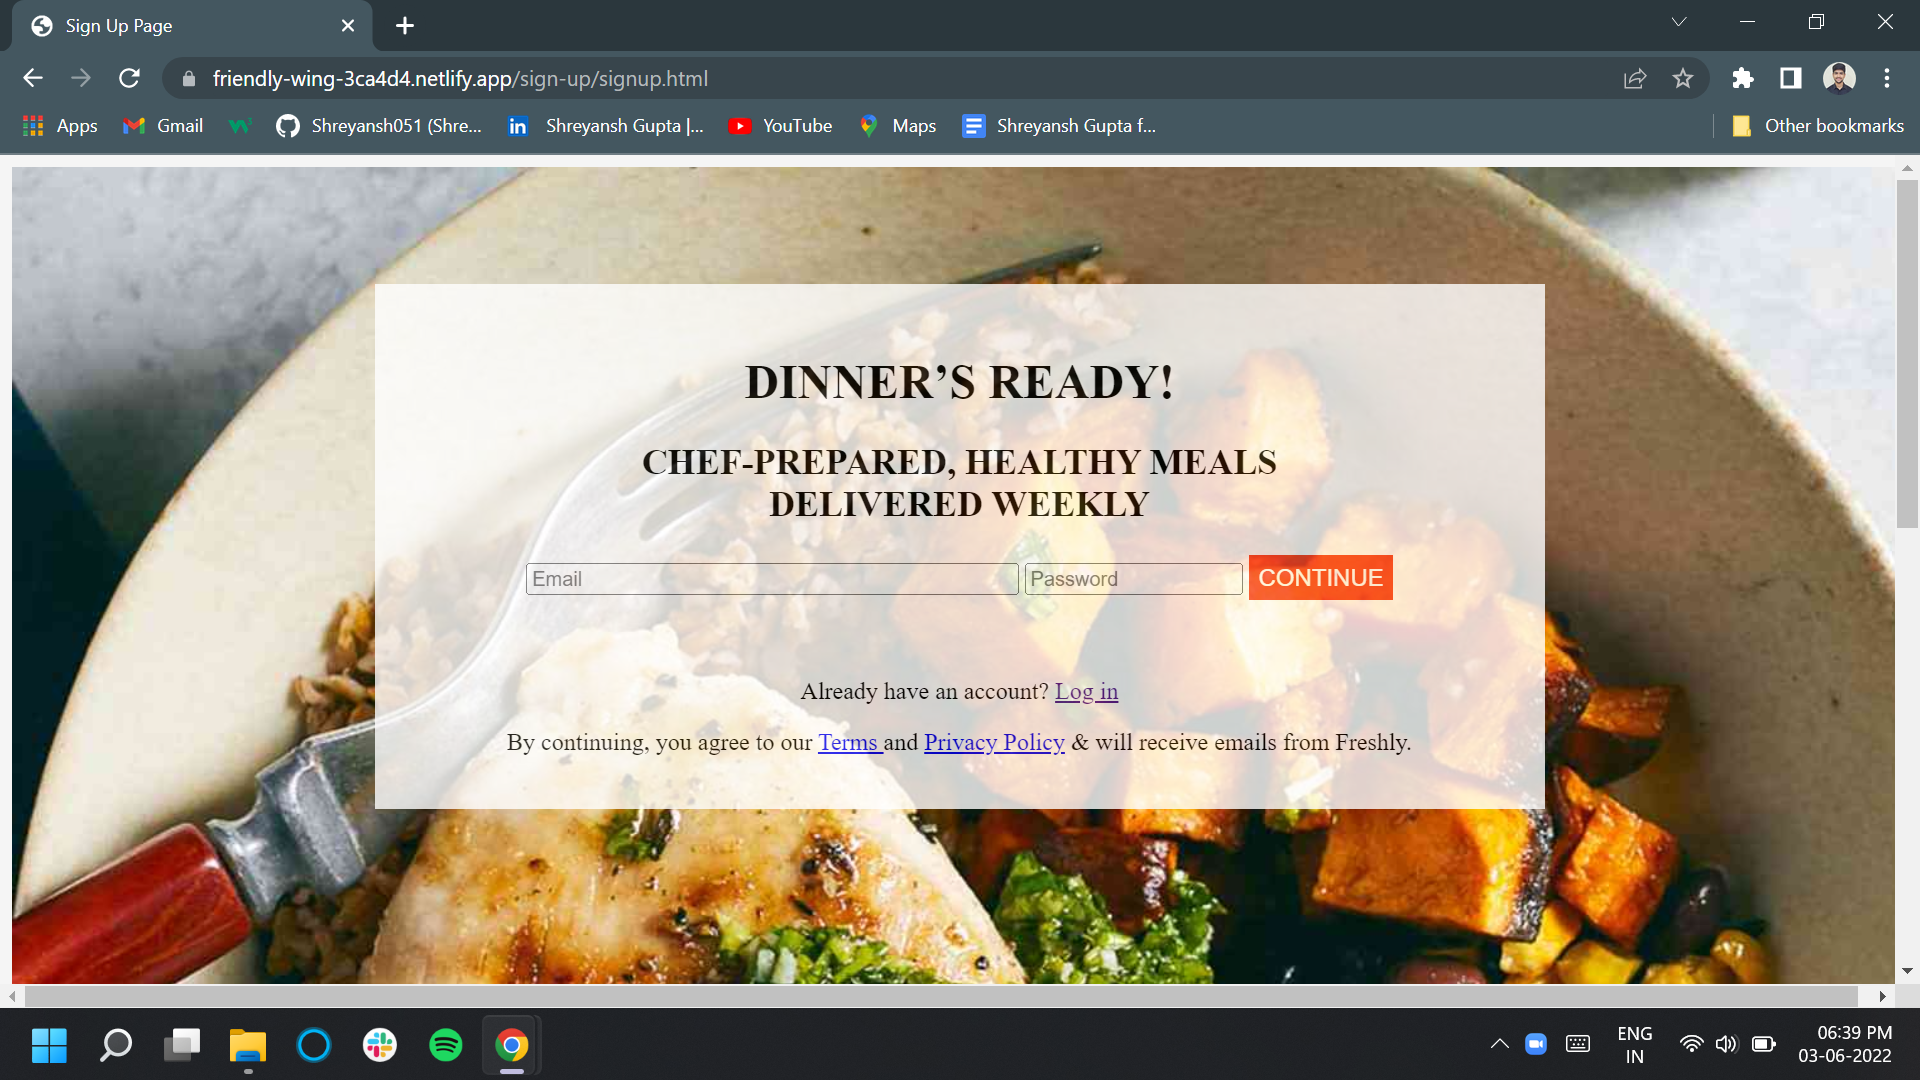 Sign Up Page
friendly-wing-3ca4d4.netlify.app/sign-up/signup.html
Apps
Gmail
Shreyansh051 (Shre...
in
Shreyansh Gupta |...
YouTube
Maps
Shreyansh Gupta f...
Other bookmarks
DINNER’S READY!
CHEF-PREPARED, HEALTHY MEALS
DELIVERED WEEKLY
Email
Password
CONTINUE
Already have an account? Log in
By continuing, you agree to our Terms and Privacy Policy & will receive emails from Freshly.
ENG
IN
06:39 PM
03-06-2022